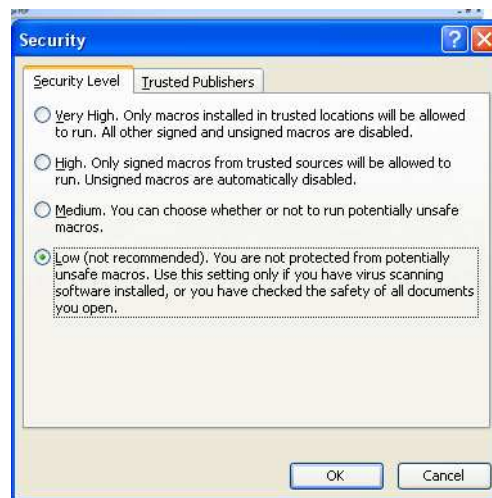 Security
Security Level Trusted Publishers
Very High. Only macros installed in trusted locations will be allowed
to run. All other signed and unsigned macros are disabled.
High. Only signed macros from trusted sources will be allowed to
run. Unsigned macros are automatically disabled.
Medium. You can choose whether or not to run potentially unsafe
macros.
Low (not recommended). You are not protected from potentially
unsafe macros. Use this setting only if you have virus scanning
software installed, or you have checked the safety of all documents
you open.
OK Cancel